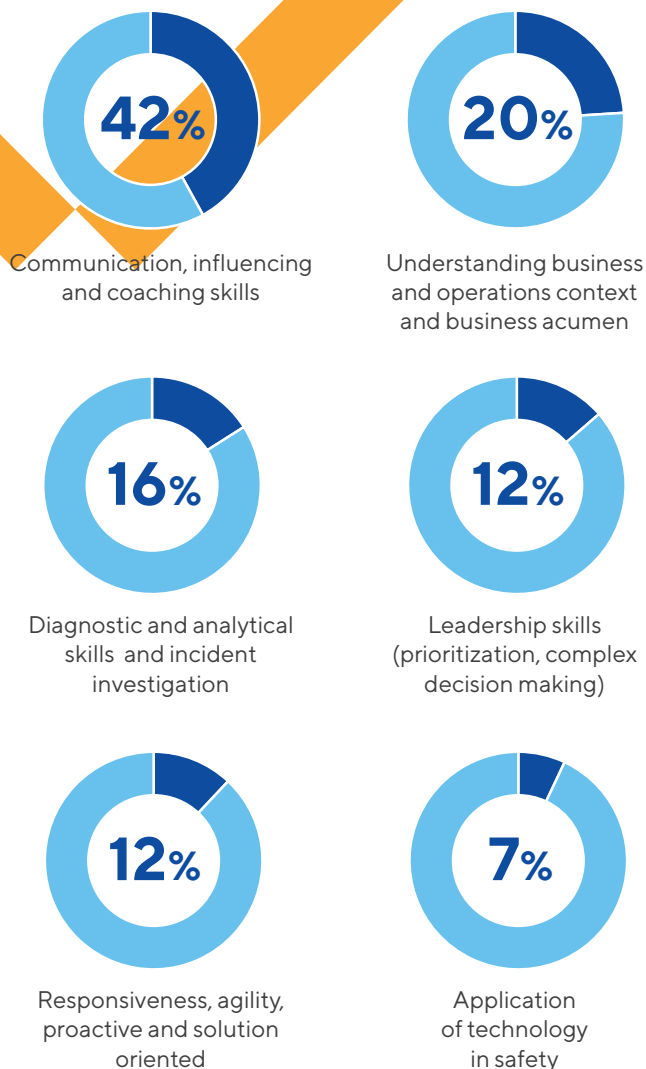 42%
Communication, influencing
and coaching skills
20%
Understanding business
and operations context
and business acumen
16%
Diagnostic and analytical
skills and incident
investigation
12%
Leadership skills
(prioritization, complex
decision making)
12%
Responsiveness, agility,
proactive and solution
oriented
7%
Application
of technology
in safety